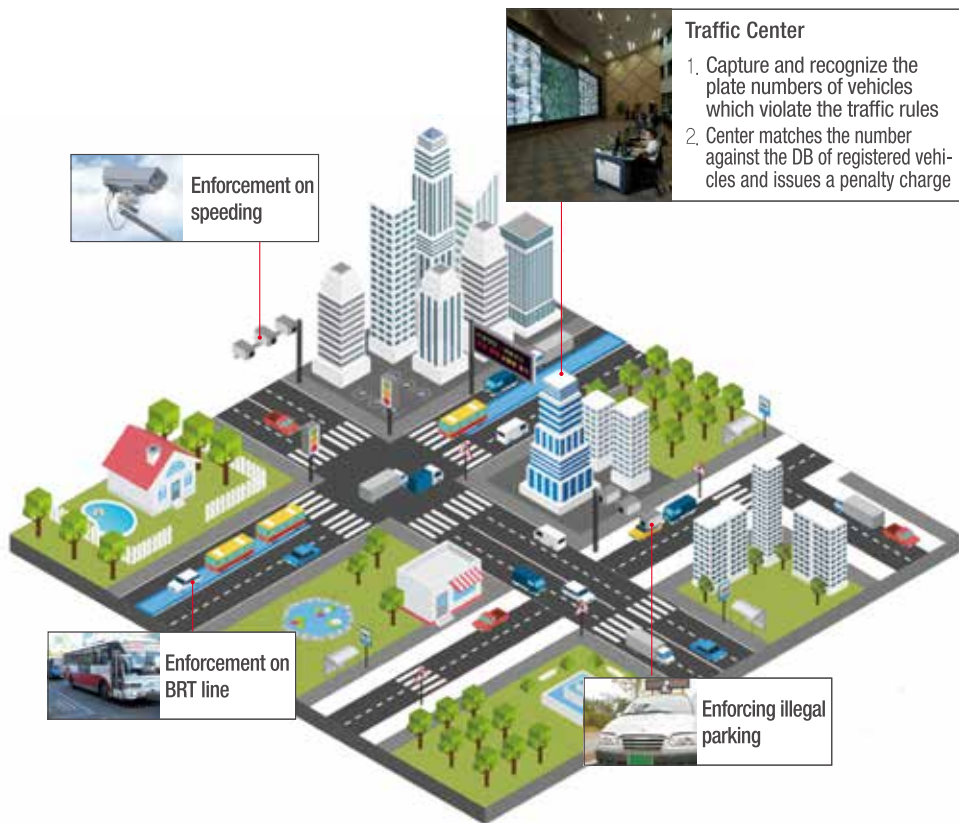 Traffic Center
1. Capture and recognize the
plate numbers of vehicles
which violate the traffic rules
2. Center matches the number
against the DB of registered vehi-
cles and issues a penalty charge
Enforcement on
speeding
Enforcement on
BRT line
Enforcing illegal
parking